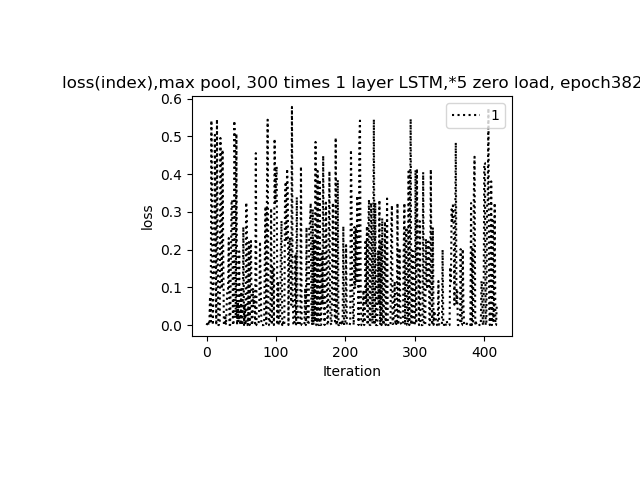 loss(index),max pool, 300 times 1 layer LSTM,*5 zero load, epoch382
0.6
0.5
0.4
0.3
0.2
0.1
0.0
loss
1
0 100 200 300 400
Iteration